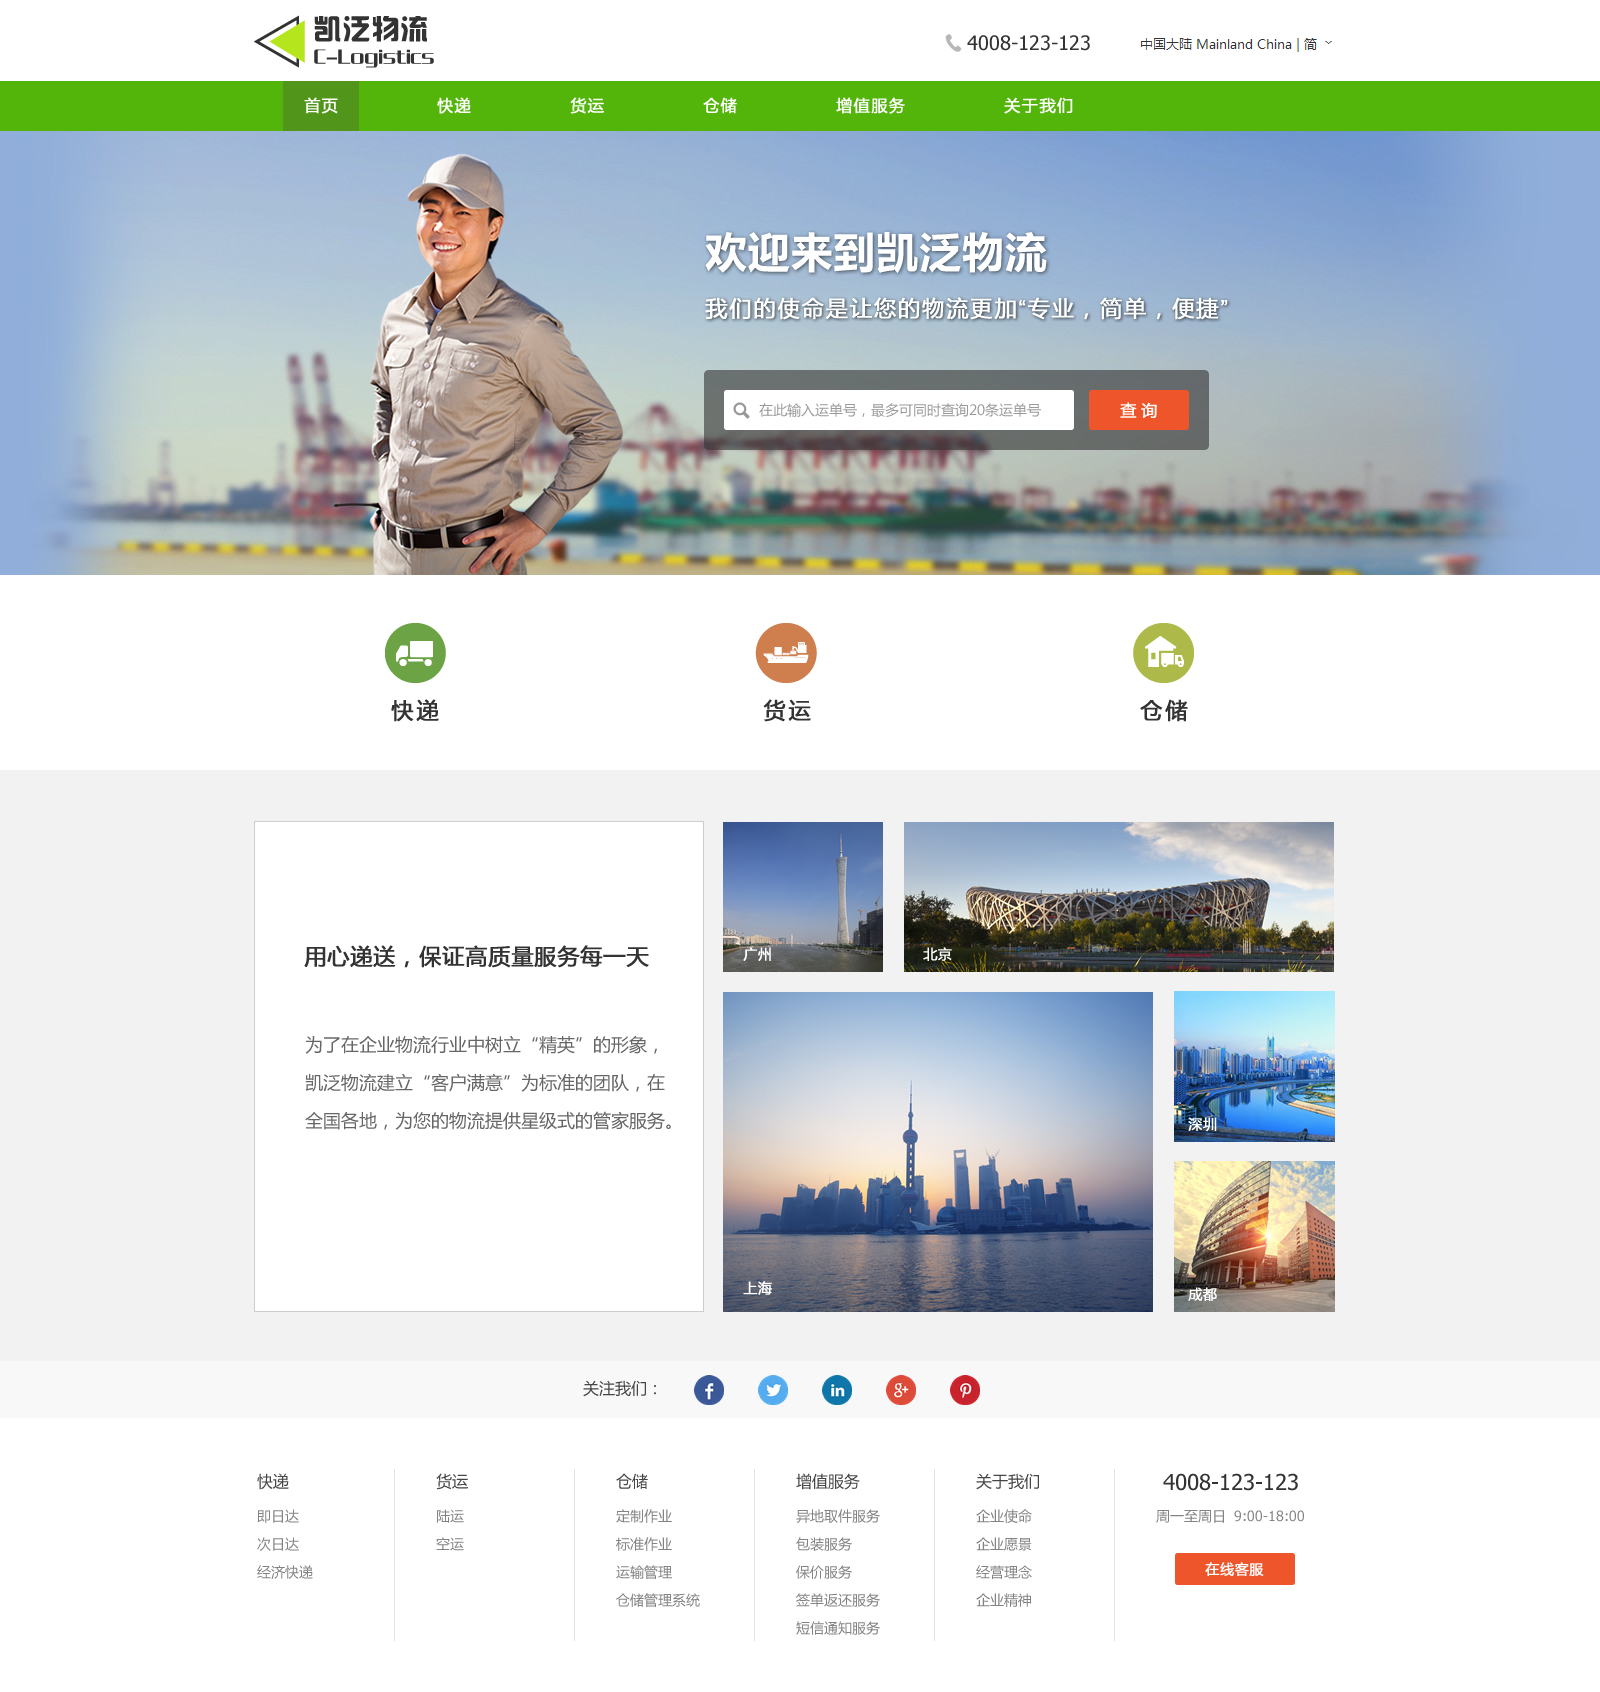 凯泛物流
C-Logistics
4008-123-123
中国大陆 Mainland China | 简
首页
快递
货运
仓储
增值服务
关于我们
欢迎来到凯泛物流
我们的使命是让您的物流更加“专业，简单，便捷”
在此输入运单号，最多可同时查询20条运单号
查 询
快递
货运
仓储
用心递送，保证高质量服务每一天
为了在企业物流行业中树立“精英”的形象，
凯泛物流建立“客户满意”为标准的团队，在
全国各地，为您的物流提供星级式的管家服务。
广州
北京
上海
深圳
成都
关注我们：
快递
即日达
次日达
经济快递
货运
陆运
空运
仓储
定制作业
标准作业
运输管理
仓储管理系统
增值服务
异地取件服务
包装服务
保价服务
签单返还服务
短信通知服务
关于我们
企业使命
企业愿景
经营理念
企业精神
4008-123-123
周一至周日 9:00-18:00
在线客服